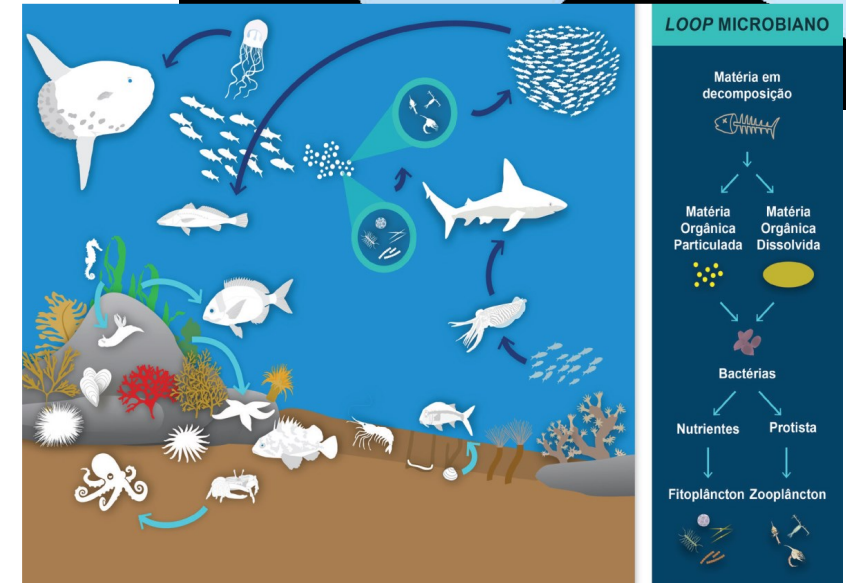 LOOP MICROBIANO
Matéria em
decomposição
Matéria
Orgânica
Particulada
Matéria
Orgânica
Dissolvida
Bactérias
Nutrientes
Protista
Fitoplâncton
Zooplâncton